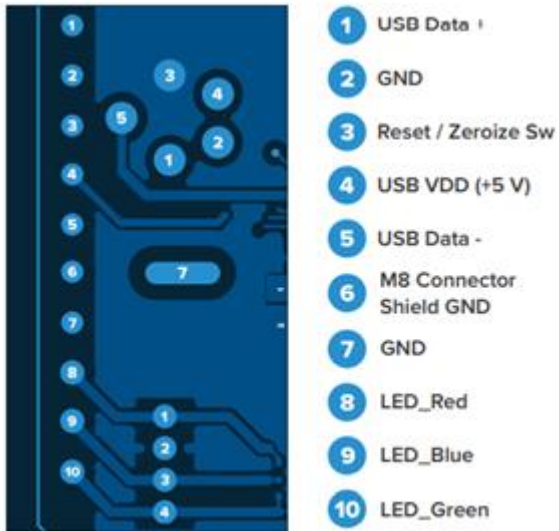 1 USB Data +
2 GND
3 Reset / Zeroize Sw
4 USB VDD (+5 V)
5 USB Data -
6 M8 Connector
Shield GND
7 GND
8 LED_Red
9 LED_Blue
10 LED_Green
1
2
3
4
5
6
7
8
9
10
3
4
5
2
1
7
1
2
3
4